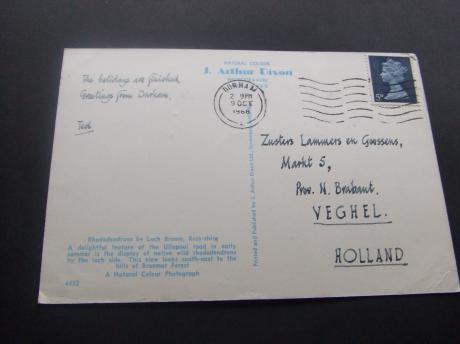 The holidays are finished
Greetings from Durham.
Ted
NATURAL COLOUR
J. Arthur Dixon
DURHAM
2 PM
9 OCT
1968
5D
Zusters Lammers en Goossens,
Markt 5,
Prov. N. Brabant.
VEGHEL.
HOLLAND
Printed and Published by J. Arthur Dixon Ltd.,
Rhododendrons by Loch Broom, Ross-shire
A delightful feature of the Ullapool road in early
summer is the display of native wild rhododendrons
by the loch side. This view looks south-east to the
hills of Braemor Forest
A Natural Colour Photograph